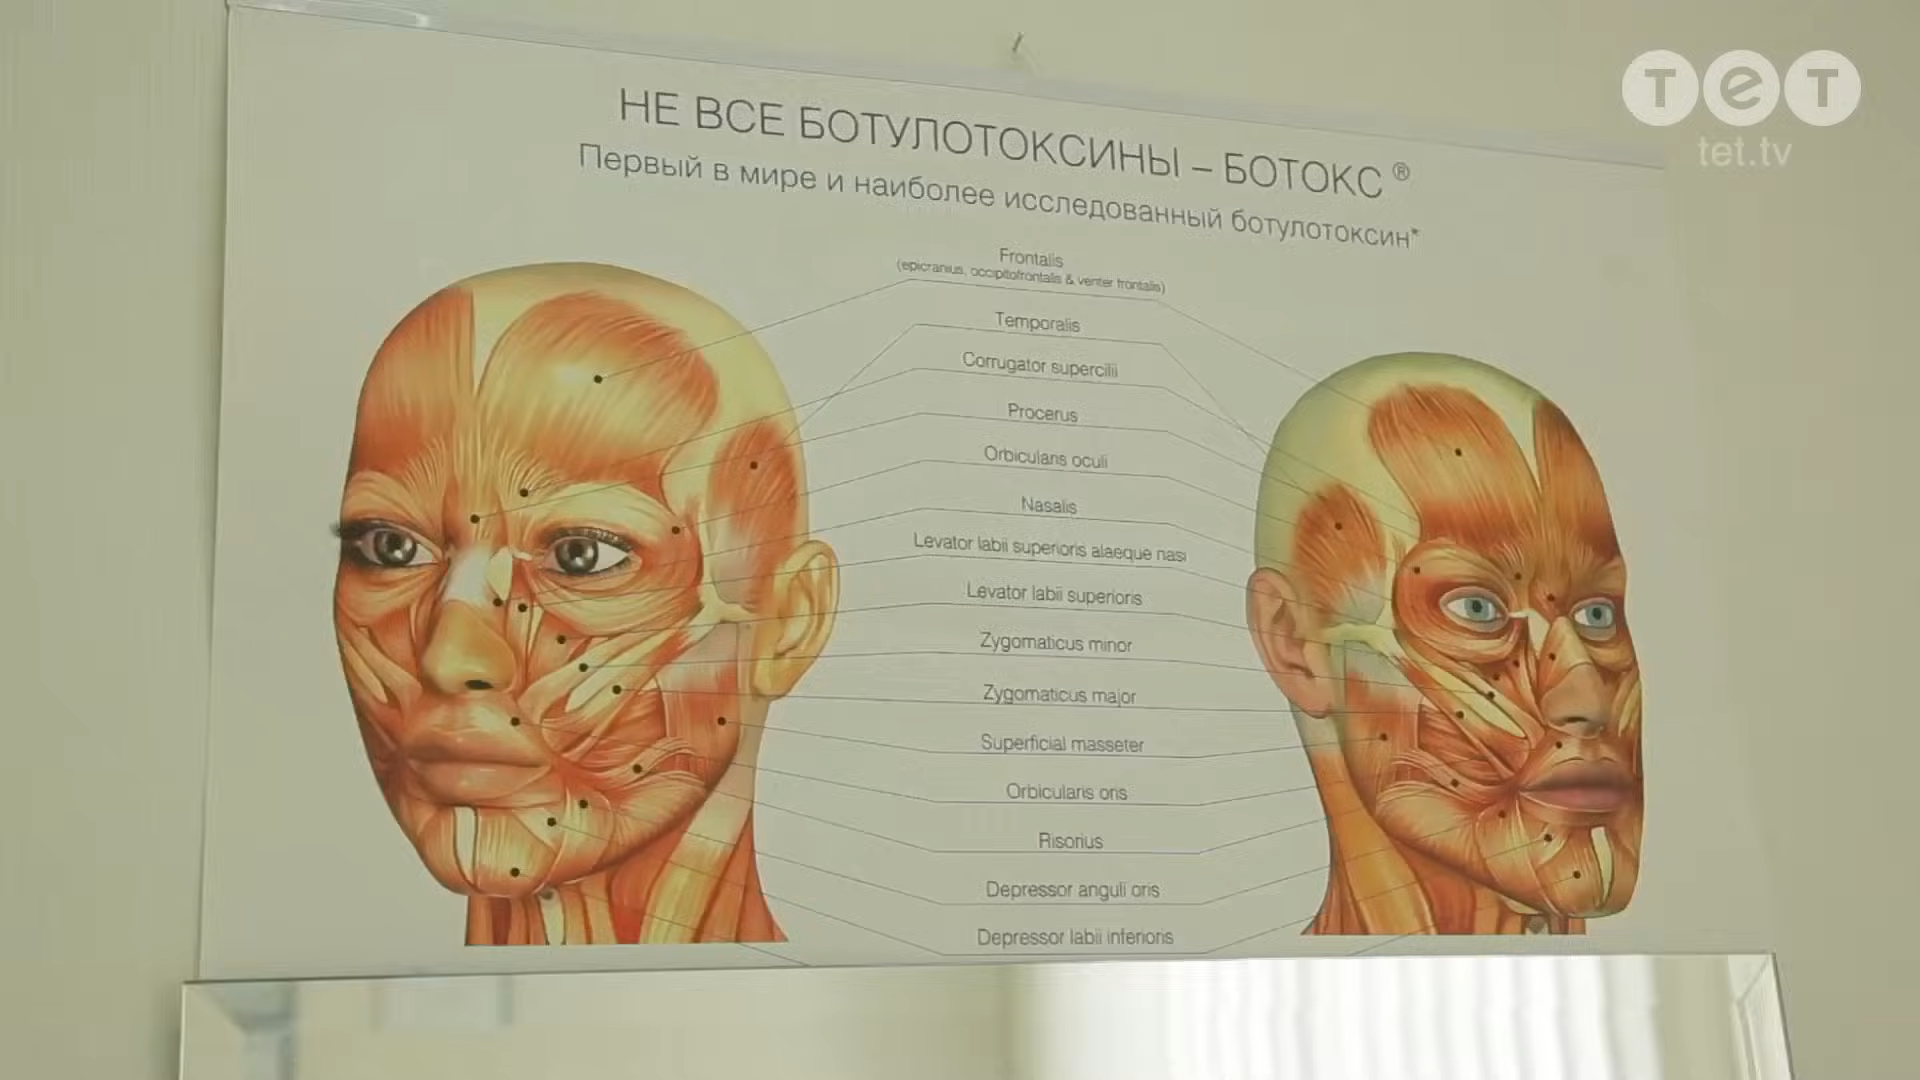 тет
tet.tv
НЕ ВСЕ БОТУЛОТОКСИНЫ – БОТОКС ®
Первый в мире и наиболее исследованный ботулотоксин*
Frontalis
(epicranius, occipitofrontalis & venter frontalis)
Temporalis
Corrugator supercilii
Procerus
Orbicularis oculi
Nasalis
Levator labii superioris alaeque nasi
Levator labii superioris
Zygomaticus minor
Zygomaticus major
Superficial masseter
Orbicularis oris
Risorius
Depressor anguli oris
Depressor labii inferioris